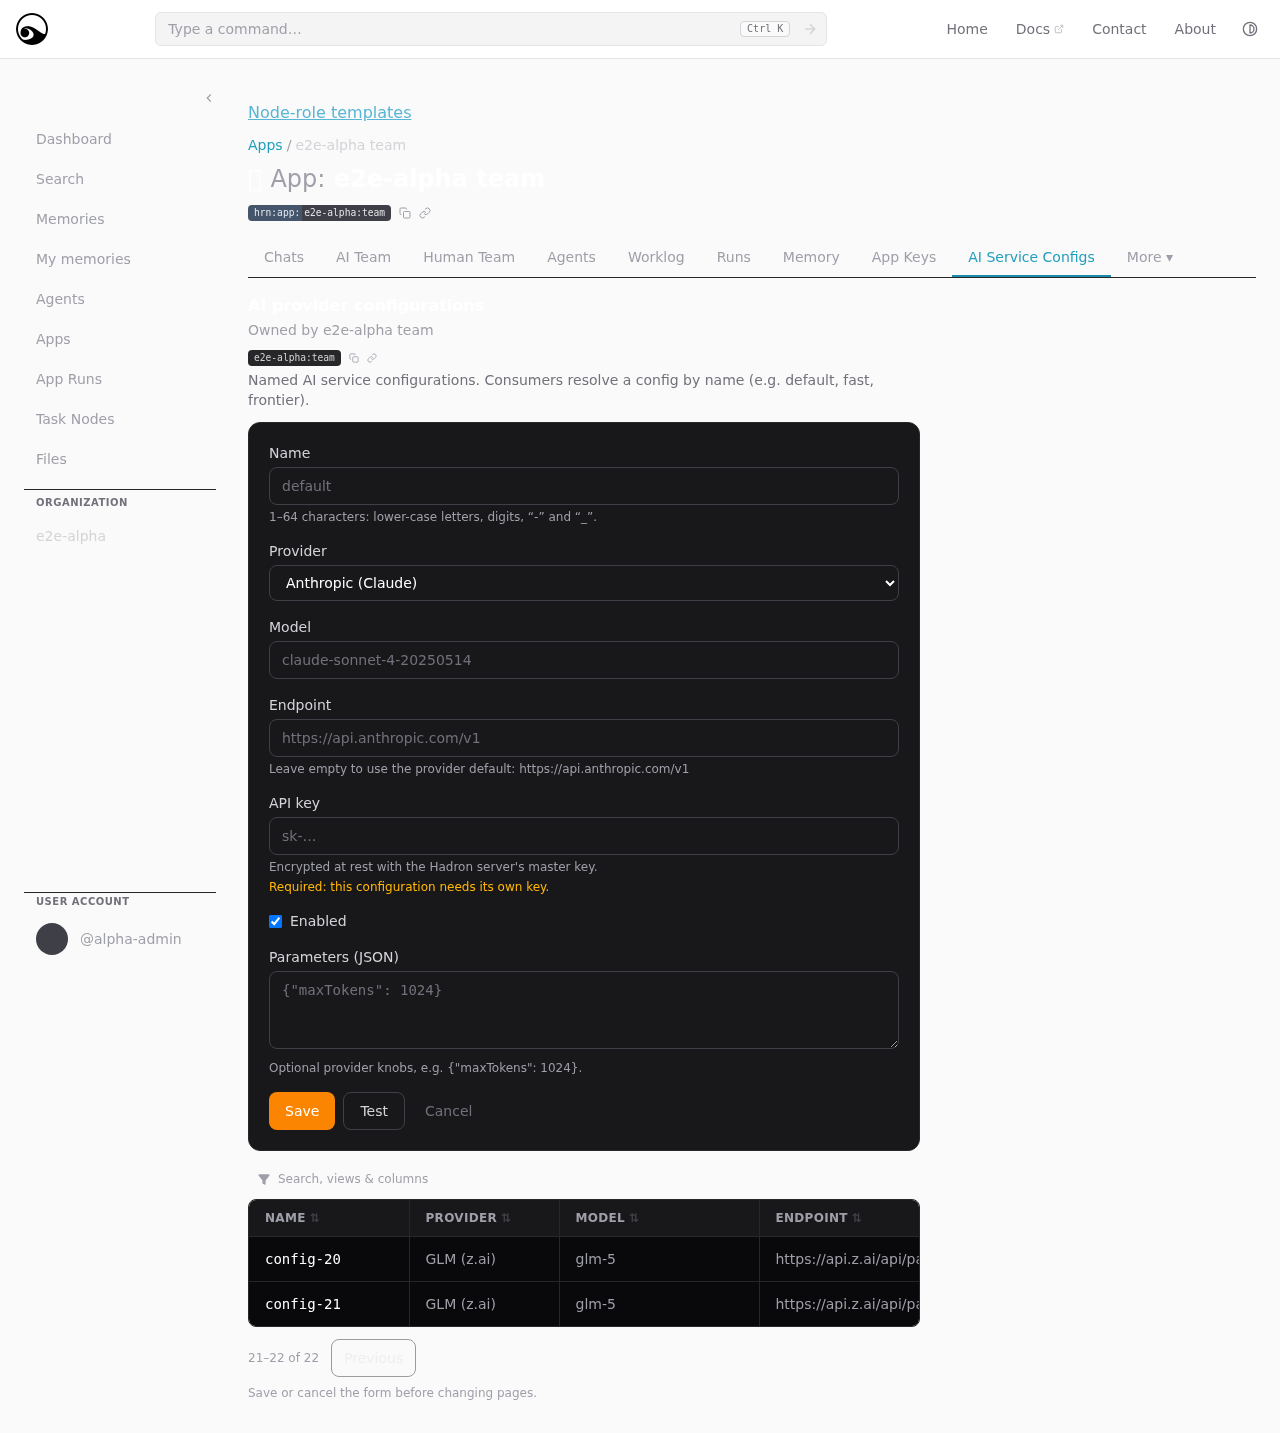 Type a command...
Ctrl K
Home
Docs
Contact
About
Node-role templates
Apps / e2e-alpha team
App: e2e-alpha team
hrn:app: e2e-alpha:team
Chats
AI Team
Human Team
Agents
Worklog
Runs
Memory
App Keys
AI Service Configs
More ▾
Dashboard
Search
Memories
My memories
Agents
Apps
App Runs
Task Nodes
Files
ORGANIZATION
e2e-alpha
USER ACCOUNT
@alpha-admin
AI provider configurations
Owned by e2e-alpha team
e2e-alpha:team
Named AI service configurations. Consumers resolve a config by name (e.g. default, fast,
frontier).
Name
default
1–64 characters: lower-case letters, digits, “-” and “_”.
Provider
Anthropic (Claude)
Model
claude-sonnet-4-20250514
Endpoint
https://api.anthropic.com/v1
Leave empty to use the provider default: https://api.anthropic.com/v1
API key
sk-...
Encrypted at rest with the Hadron server's master key.
Required: this configuration needs its own key.
Enabled
Parameters (JSON)
{"maxTokens": 1024}
Optional provider knobs, e.g. {"maxTokens": 1024}.
Save
Test
Cancel
Search, views & columns
NAME ⇅
PROVIDER ⇅
MODEL ⇅
ENDPOINT ⇅
config-20
GLM (z.ai)
glm-5
https://api.z.ai/api/pa
config-21
GLM (z.ai)
glm-5
https://api.z.ai/api/pa
21–22 of 22
Previous
Save or cancel the form before changing pages.